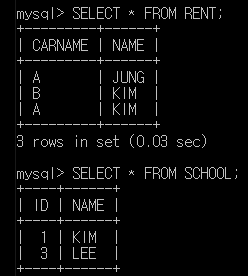 mysql> SELECT * FROM RENT;
+---------+------+
| CARNAME | NAME |
+---------+------+
| A       | JUNG |
| B       | KIM  |
| A       | KIM  |
+---------+------+
3 rows in set (0.03 sec)
mysql> SELECT * FROM SCHOOL;
+----+------+
| ID | NAME |
+----+------+
|  1 | KIM  |
|  3 | LEE  |